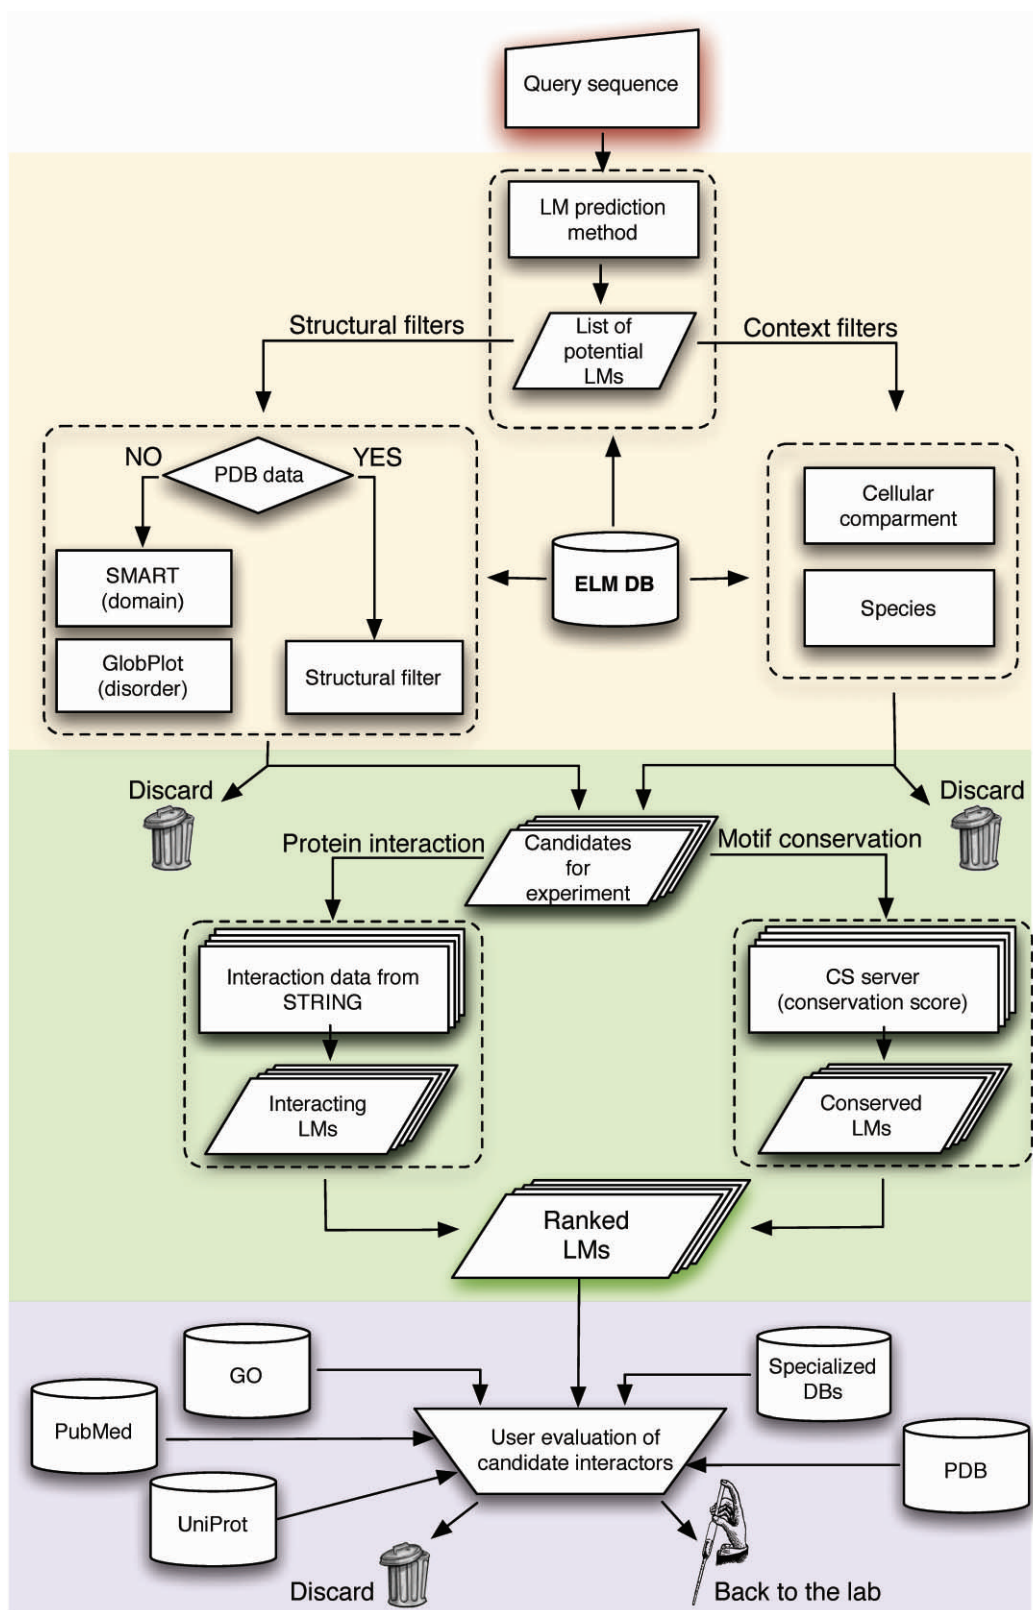 Query sequence
LM prediction
method
Structural filters
List of
potential
LMs
Context filters
NO
PDB data
YES
Cellular
comparment
SMART
(domain)
ELM DB
Species
GlobPlot
(disorder)
Structural filter
Discard
Discard
Protein interaction
Candidates
for
experiment
Motif conservation
Interaction data from
STRING
CS server
(conservation score)
Interacting
LMs
Conserved
LMs
Ranked
LMs
GO
Specialized
DBs
PubMed
User evaluation of
candidate interactors
PDB
UniProt
Discard
Back to the lab